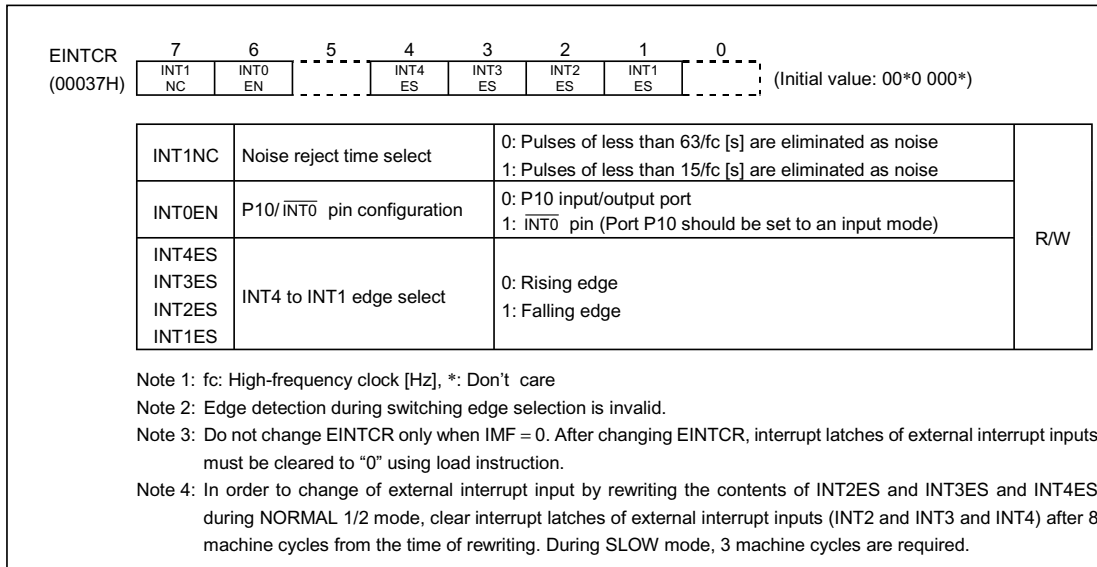 EINTCR
(00037H)
7 6 5 4 3 2 1 0
INT1 NC INT0 EN INT4 ES INT3 ES INT2 ES INT1 ES
(Initial value: 00*0 000*)
INT1NC Noise reject time select
0: Pulses of less than 63/fc [s] are eliminated as noise
1: Pulses of less than 15/fc [s] are eliminated as noise
INT0EN P10/ INT0 pin configuration
0: P10 input/output port
1: INT0 pin (Port P10 should be set to an input mode)
INT4ES
INT3ES
INT2ES
INT1ES
INT4 to INT1 edge select
0: Rising edge
1: Falling edge
R/W
Note 1: fc: High-frequency clock [Hz], *: Don't care
Note 2: Edge detection during switching edge selection is invalid.
Note 3: Do not change EINTCR only when IMF = 0. After changing EINTCR, interrupt latches of external interrupt inputs
must be cleared to “0” using load instruction.
Note 4: In order to change of external interrupt input by rewriting the contents of INT2ES and INT3ES and INT4ES
during NORMAL 1/2 mode, clear interrupt latches of external interrupt inputs (INT2 and INT3 and INT4) after 8
machine cycles from the time of rewriting. During SLOW mode, 3 machine cycles are required.